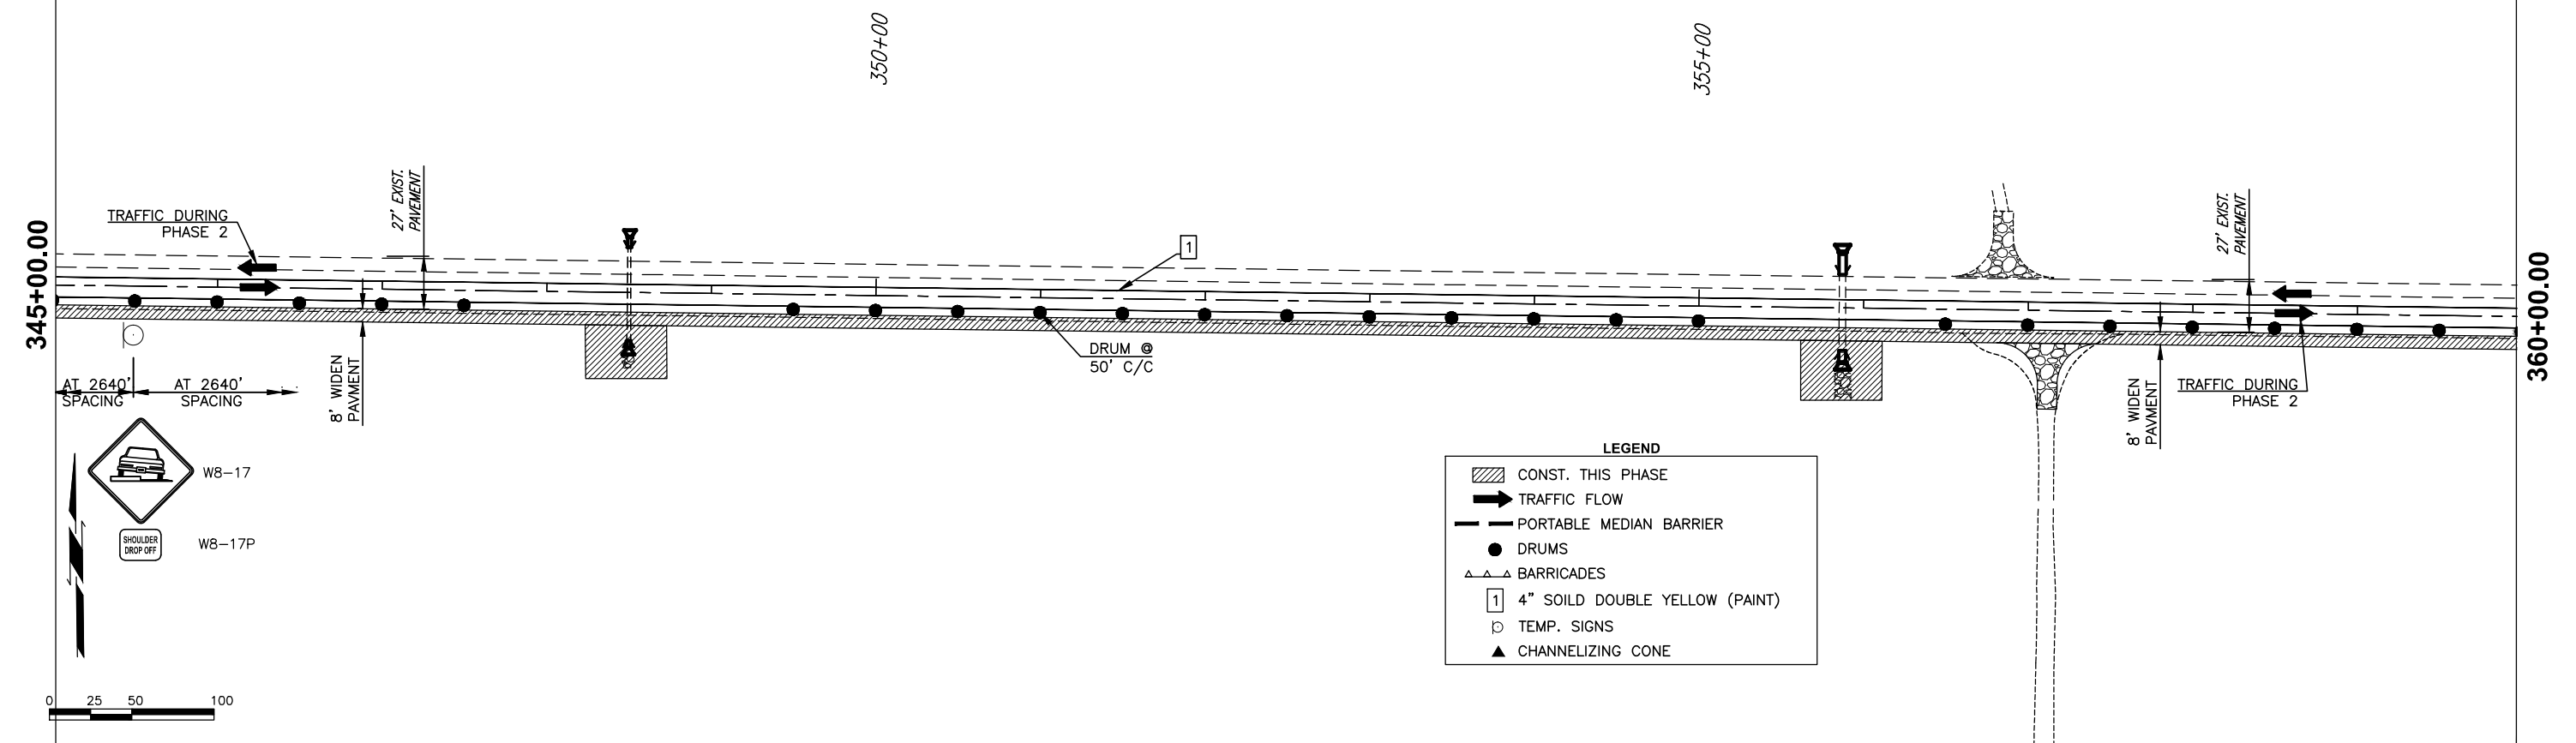 350+00
355+00
345+00.00
360+00.00
TRAFFIC DURING
PHASE 2
27' EXIST.
PAVEMENT
1
27' EXIST.
PAVEMENT
DRUM @
50' C/C
AT 2640'
SPACING
AT 2640'
SPACING
8' WIDEN
PAVMENT
8' WIDEN
PAVMENT
TRAFFIC DURING
PHASE 2
W8-17
SHOULDER
DROP OFF
W8-17P
LEGEND
CONST. THIS PHASE
TRAFFIC FLOW
PORTABLE MEDIAN BARRIER
DRUMS
BARRICADES
1 4" SOILD DOUBLE YELLOW (PAINT)
TEMP. SIGNS
CHANNELIZING CONE
0 25 50 100